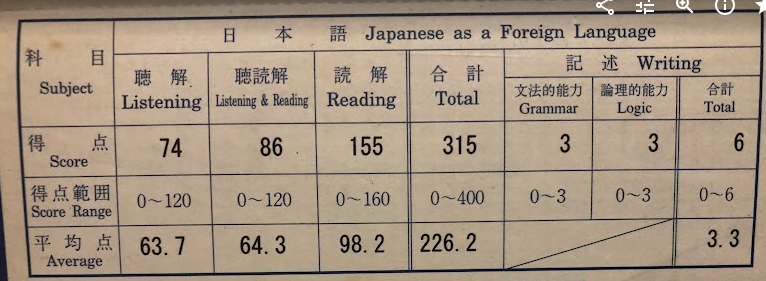 日本語 Japanese as a Foreign Language
科目 Subject
聴解 Listening
聴読解 Listening & Reading
読解 Reading
合計 Total
記述 Writing
文法的能力 Grammar
論理的能力 Logic
合計 Total
得点 Score 74 86 155 315 3 3 6
得点範囲 Score Range 0~120 0~120 0~160 0~400 0~3 0~3 0~6
平均点 Average 63.7 64.3 98.2 226.2 3.3